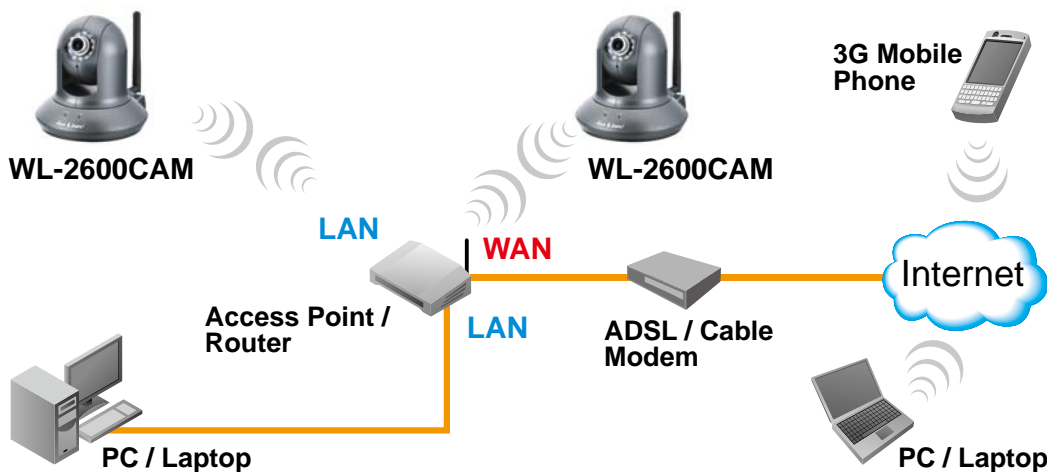 WL-2600CAM
WL-2600CAM
3G Mobile
Phone
LAN
WAN
Internet
Access Point /
Router
LAN
ADSL / Cable
Modem
PC / Laptop
PC / Laptop